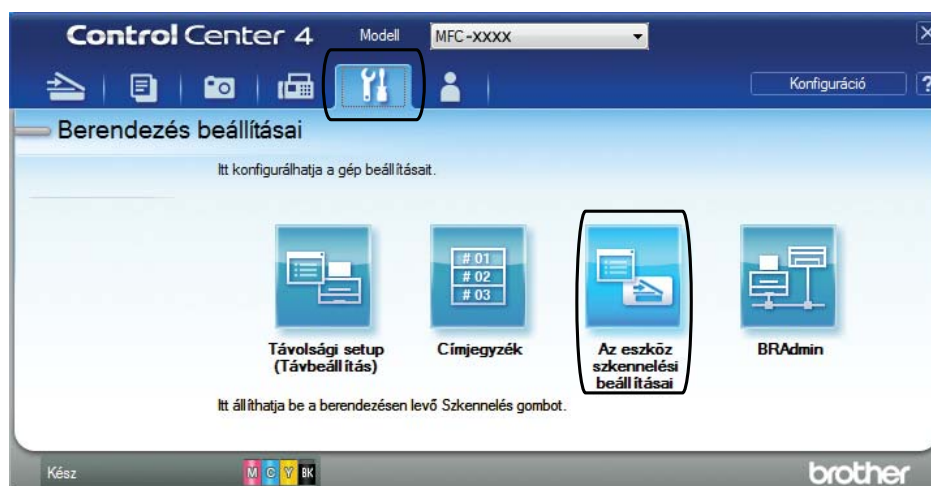 Control Center 4 Modell MFC-XXXX
Konfiguráció ?
Berendezés beállításai
Itt konfigurálhatja a gép beállításait.
# 01
# 02
# 03
Távolsági setup
(Távbeállítás)
Címjegyzék
Az eszköz
szkennelési
beállításai
BRAdmin
Itt állíthatja be a berendezésen levő Szkennelés gombot.
Kész M C Y BK brother